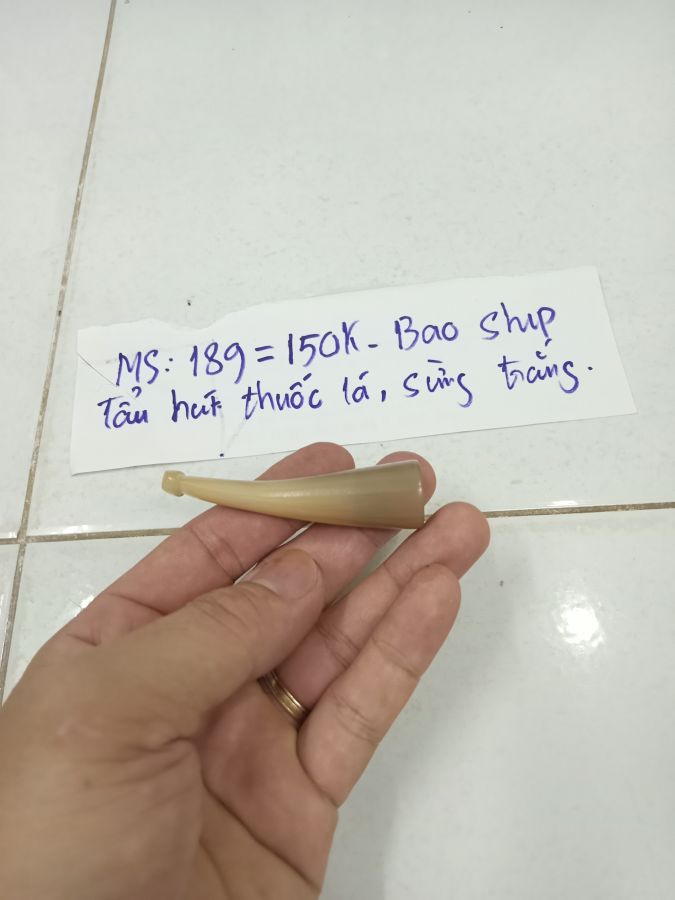 MS: 189 = 150K - Bao ship
Tẩu hút thuốc lá, sừng trắng.